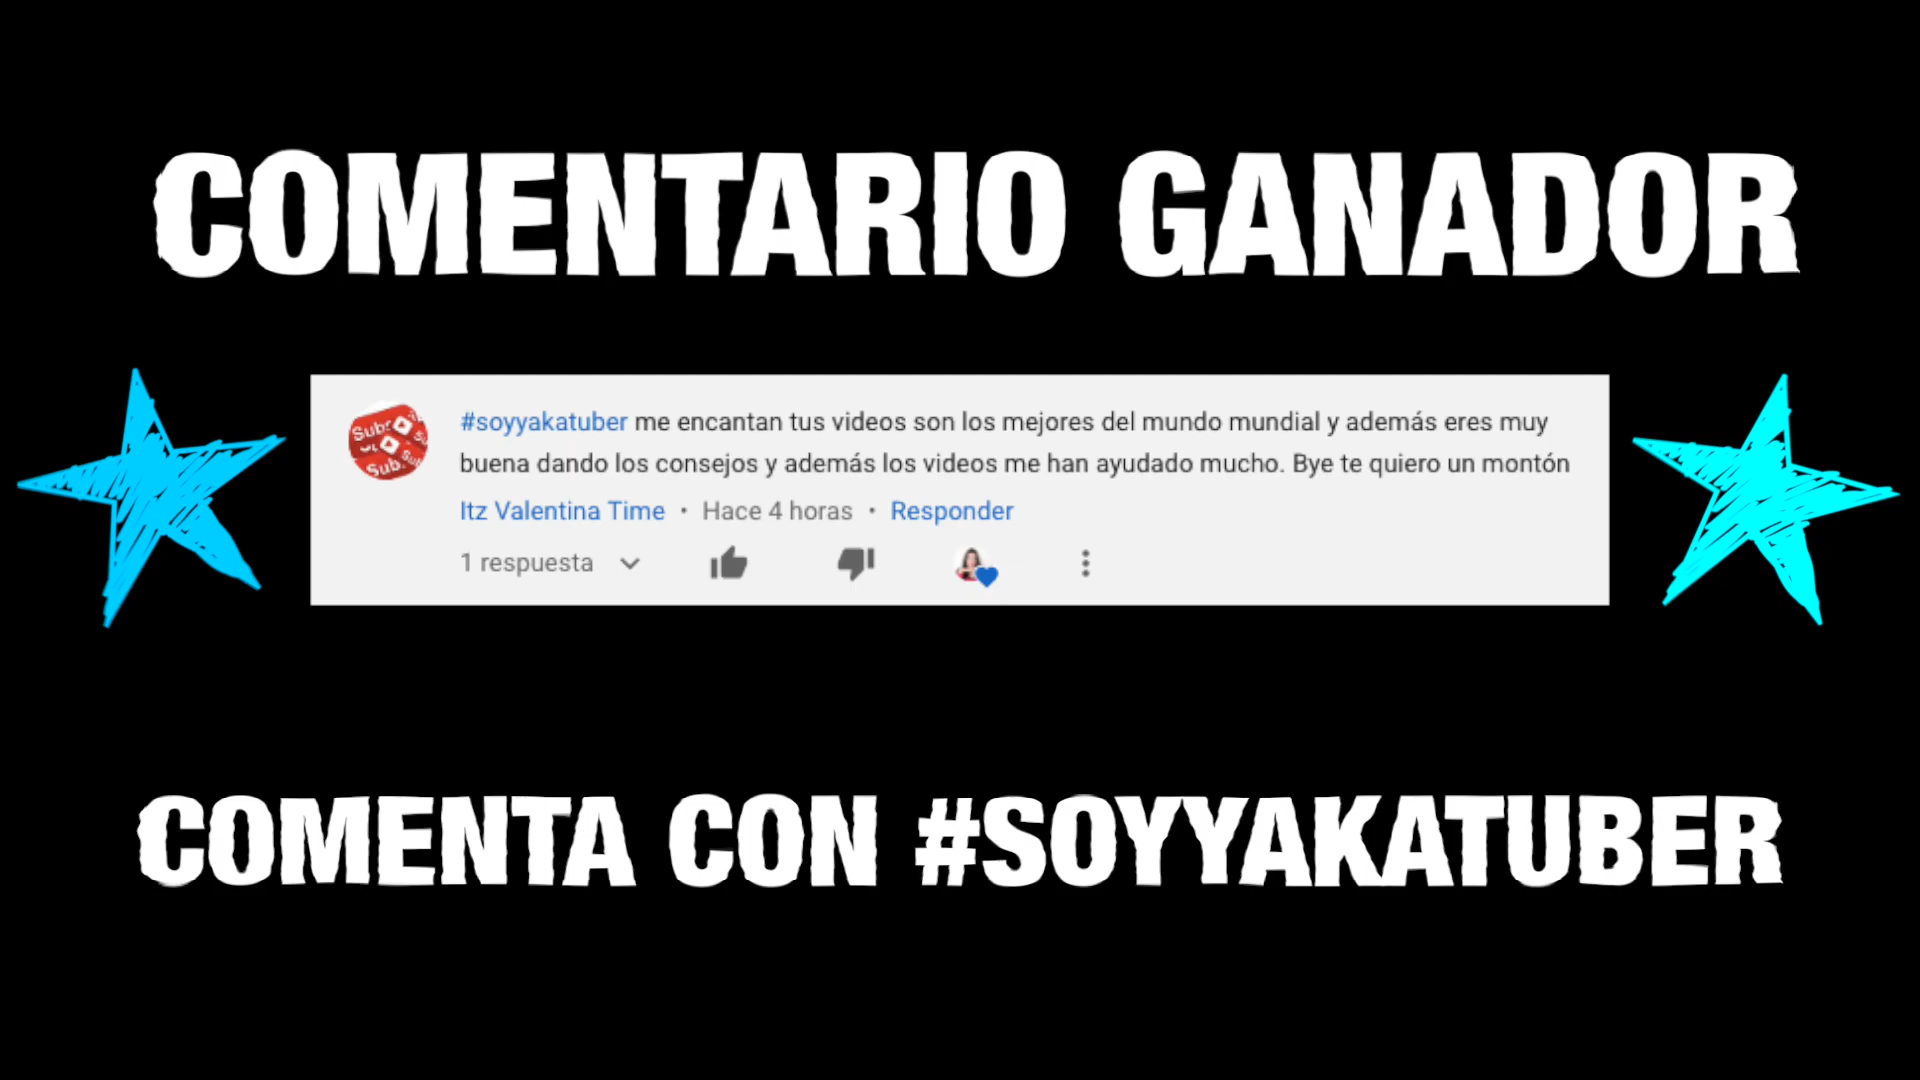 COMENTARIO GANADOR
#soyyakatuber me encantan tus videos son los mejores del mundo mundial y además eres muy
buena dando los consejos y además los videos me han ayudado mucho. Bye te quiero un montón
Itz Valentina Time • Hace 4 horas • Responder
1 respuesta
COMENTA CON #SOYYAKATUBER